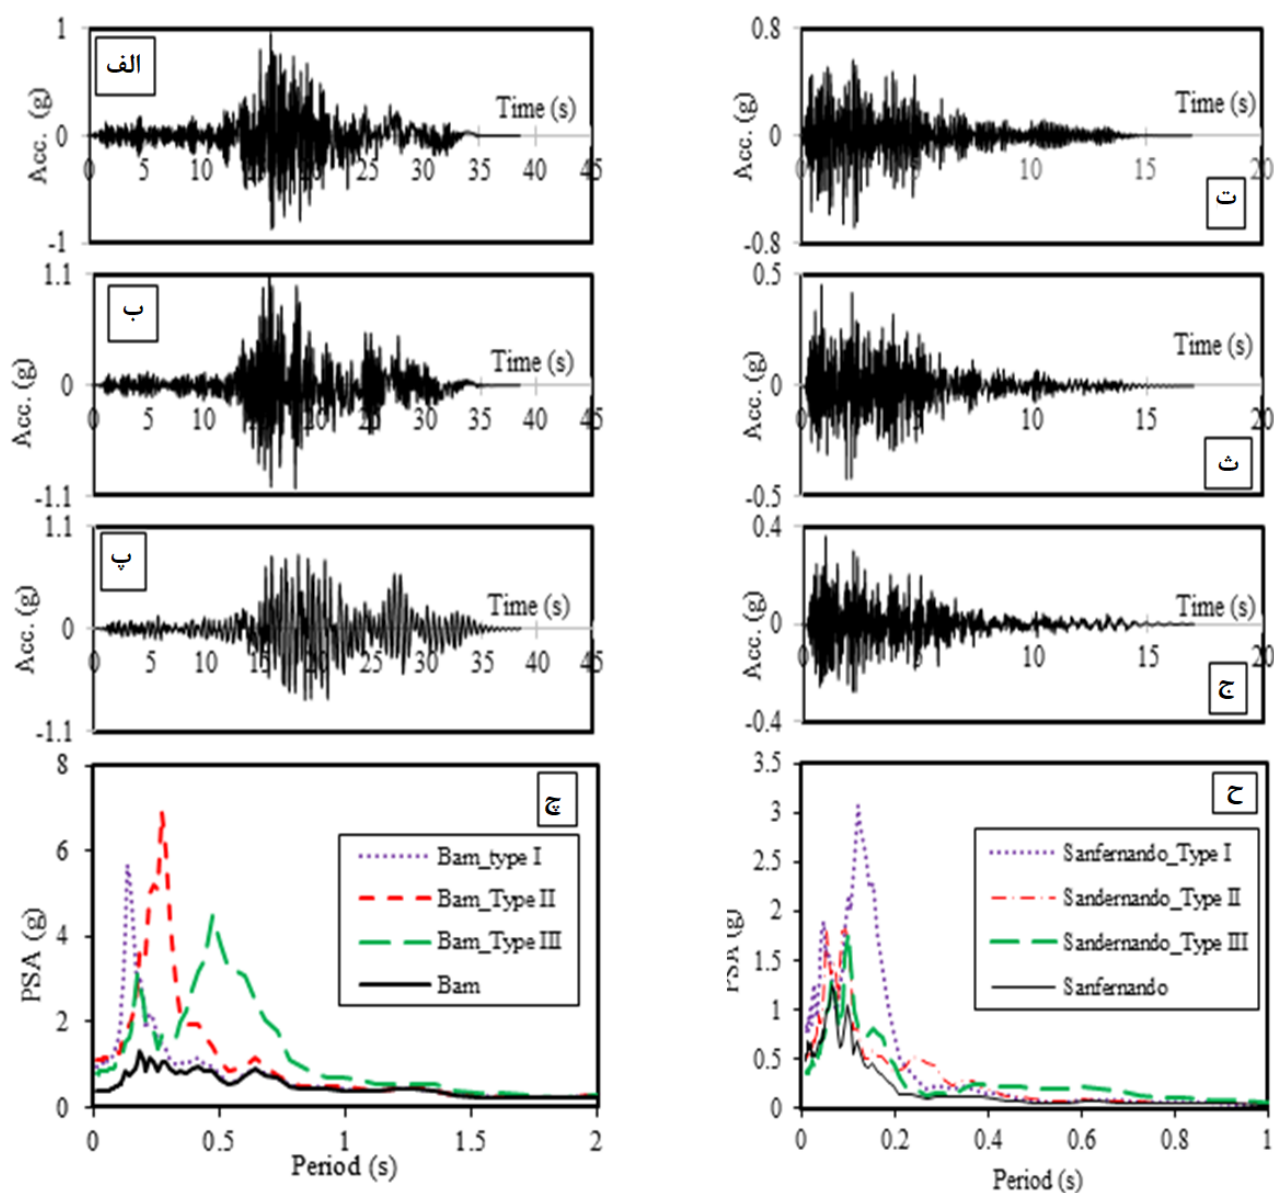 1
الف
Acc. (g)
Time (s)
0
0 5 10 15 20 25 30 35 40 45
-1
0.8
Acc. (g)
Time (s)
0
0 5 10 15 20
ت
-0.8
1.1
ب
Acc. (g)
Time (s)
0
0 5 10 15 20 25 30 35 40 45
-1.1
0.5
Acc. (g)
Time (s)
0
0 5 10 15 20
ث
-0.5
1.1
پ
Acc. (g)
Time (s)
0
0 5 10 15 20 25 30 35 40 45
-1.1
0.4
Acc. (g)
Time (s)
0
0 5 10 15 20
ج
-0.4
8
چ
6
4
2
0
PSA (g)
Bam_type I
Bam_Type II
Bam_Type III
Bam
0 0.5 1 1.5 2
Period (s)
3.5
ح
3
2.5
2
1.5
1
0.5
0
PSA (g)
Sanfernando_Type I
Sandernando_Type II
Sandernando_Type III
Sanfernando
0 0.2 0.4 0.6 0.8 1
Period (s)